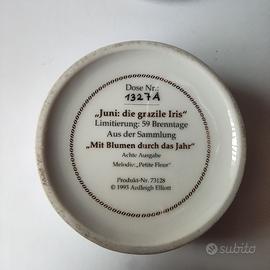 Dose Nr.:
1327A
„Juni: die grazile Iris"
Limitierung: 59 Brenntage
Aus der Sammlung
„Mit Blumen durch das Jahr"
Achte Ausgabe
Melodie: „Petite Fleur"
Produkt-Nr. 73128
© 1995 Ardleigh Elliott
subito